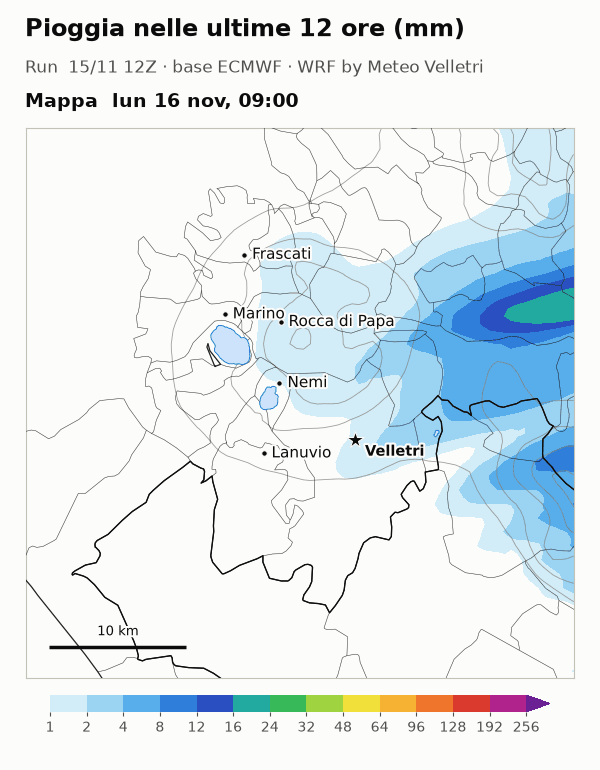 Pioggia nelle ultime 12 ore (mm)
Run 15/11 12Z · base ECMWF · WRF by Meteo Velletri
Mappa lun 16 nov, 09:00
Frascati
Marino
Rocca di Papa
Nemi
Velletri
Lanuvio
10 km
1 2 4 8 12 16 24 32 48 64 96 128 192 256